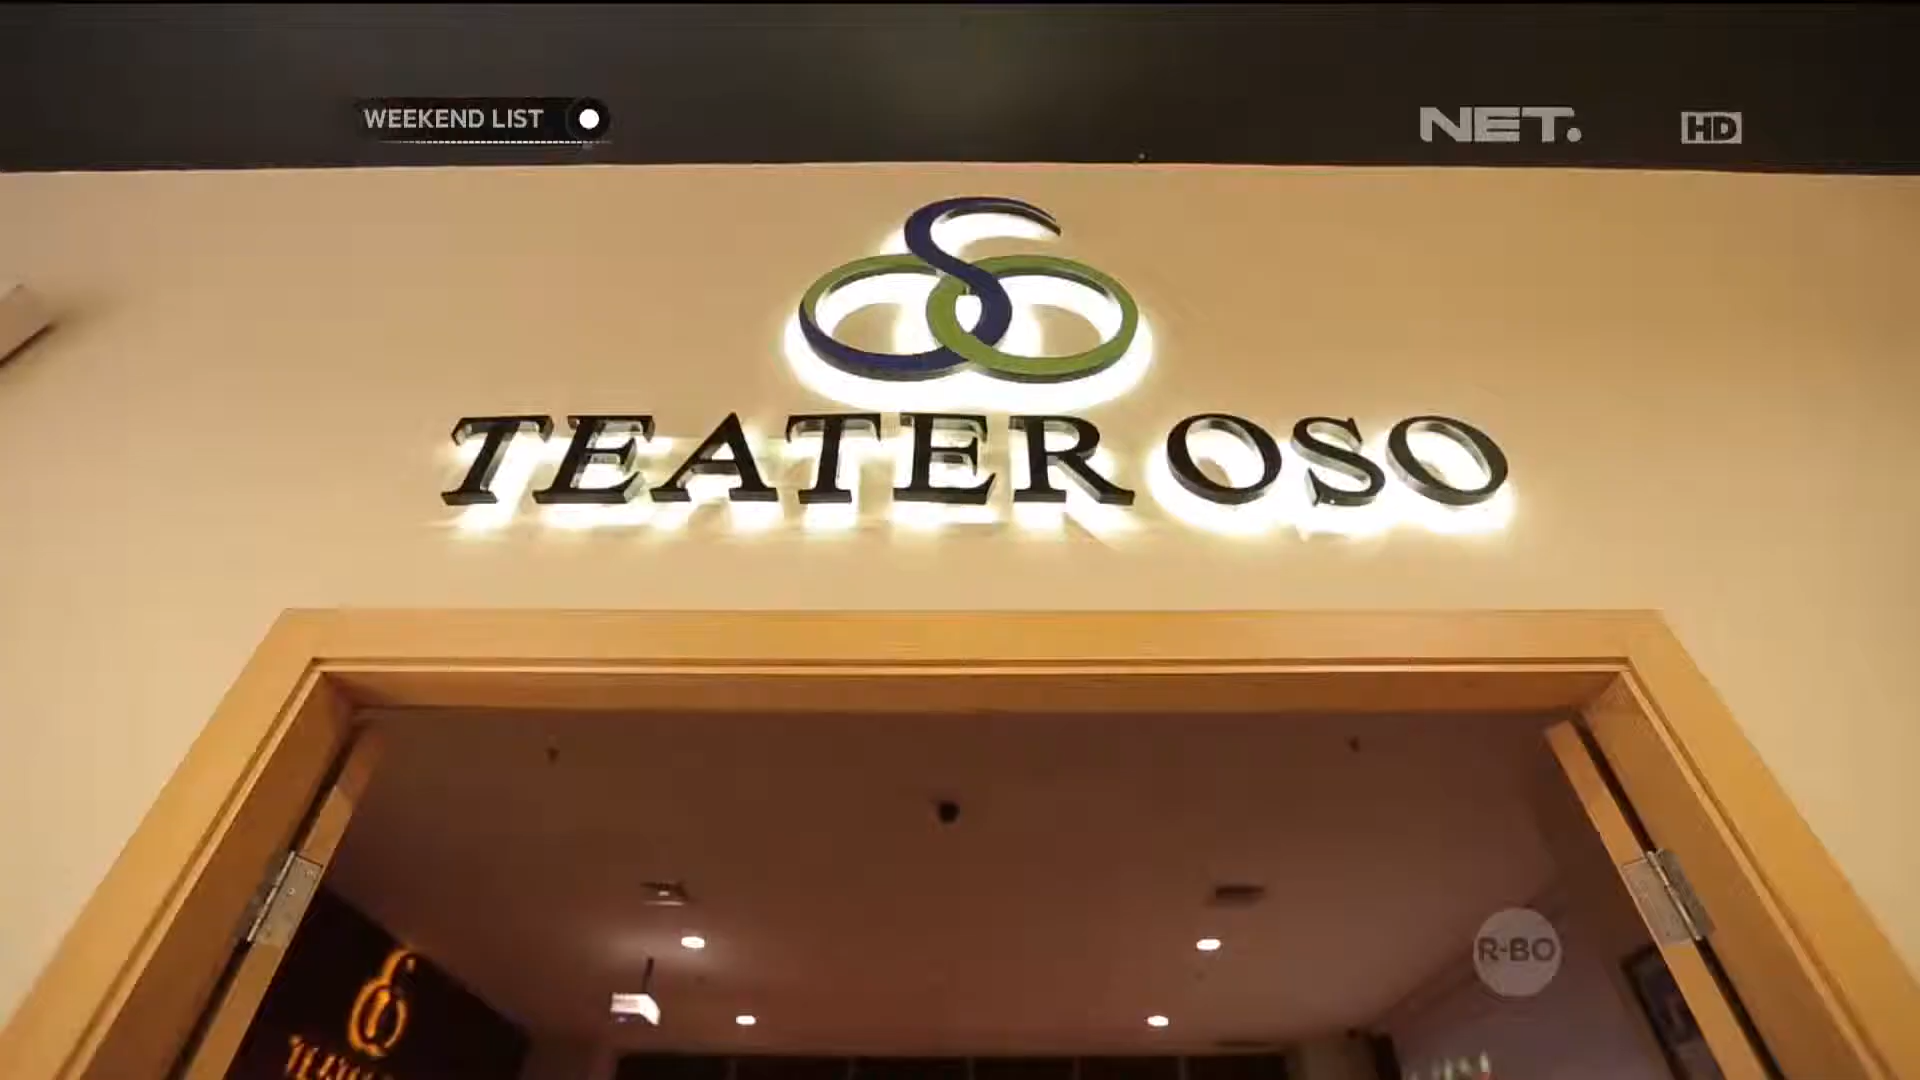 WEEKEND LIST
NET.
HD
TEATER OSO
R-BO